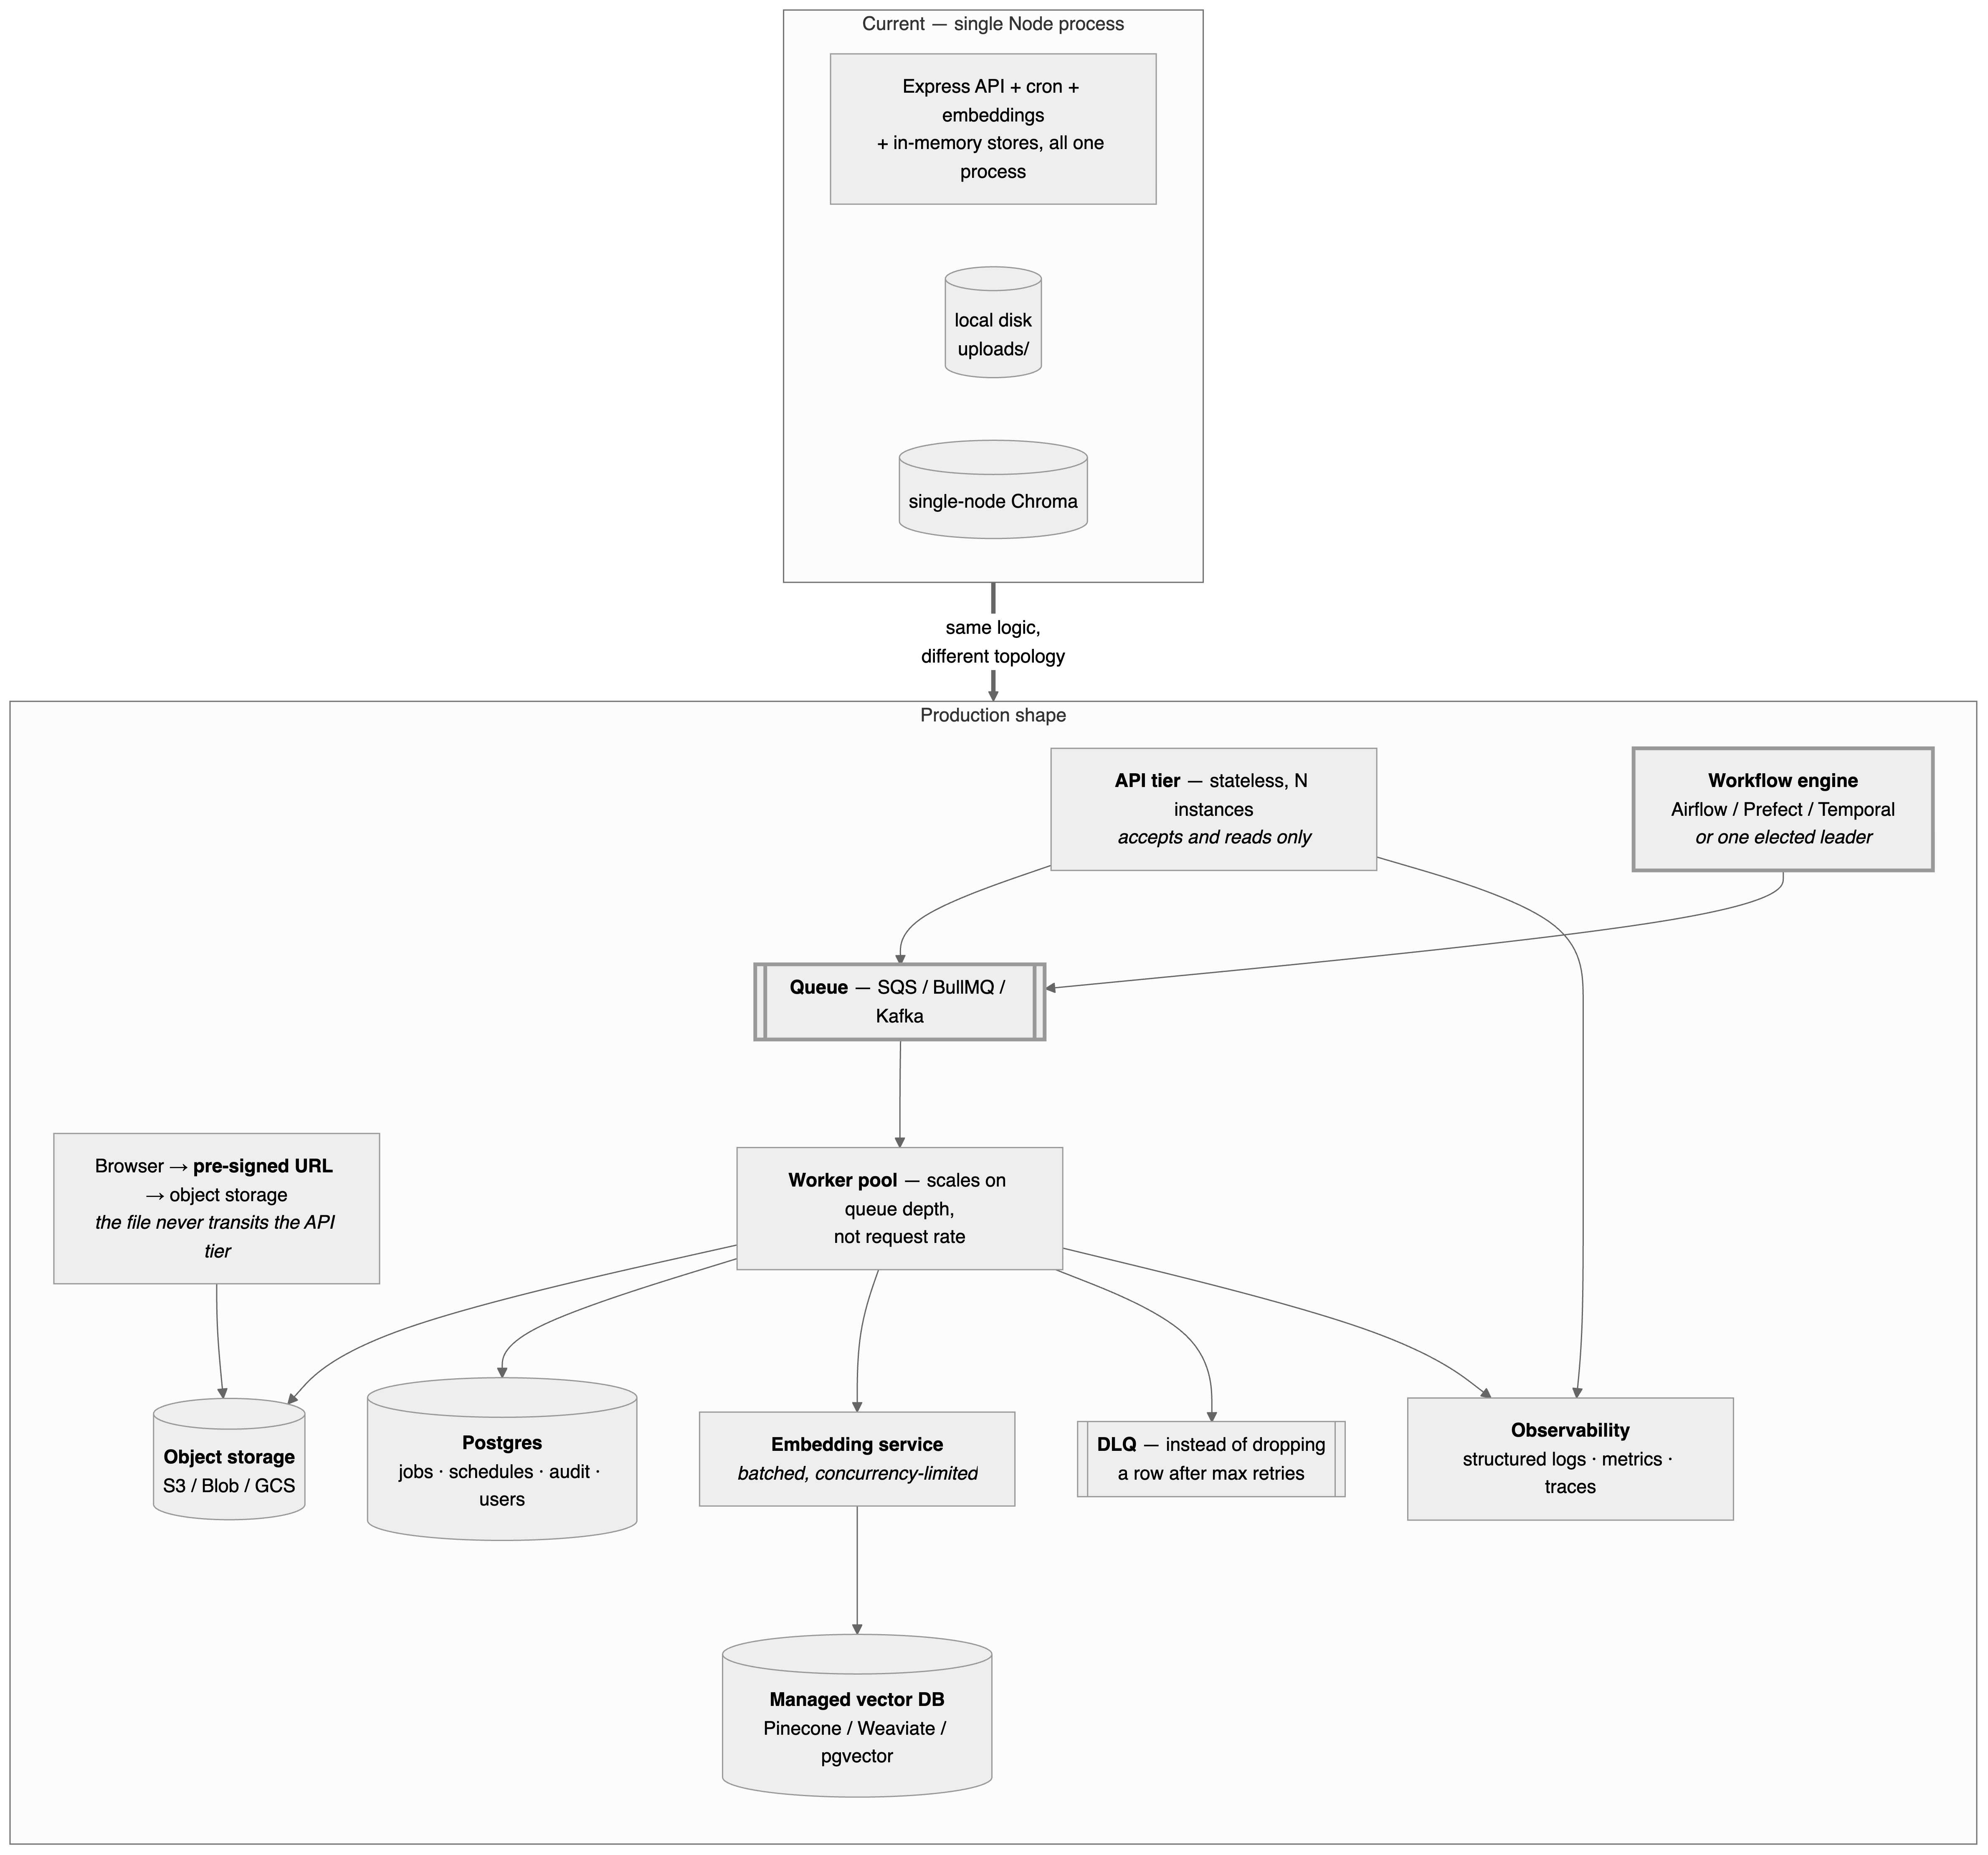 Current — single Node process
Express API + cron +
embeddings
+ in-memory stores, all one
process
local disk
uploads/
single-node Chroma
same logic,
different topology
Production shape
API tier — stateless, N
instances
accepts and reads only
Workflow engine
Airflow / Prefect / Temporal
or one elected leader
Queue — SQS / BullMQ /
Kafka
Browser → pre-signed URL
→ object storage
the file never transits the API
tier
Worker pool — scales on
queue depth,
not request rate
Object storage
S3 / Blob / GCS
Postgres
jobs · schedules · audit ·
users
Embedding service
batched, concurrency-limited
DLQ — instead of dropping
a row after max retries
Observability
structured logs · metrics ·
traces
Managed vector DB
Pinecone / Weaviate /
pgvector